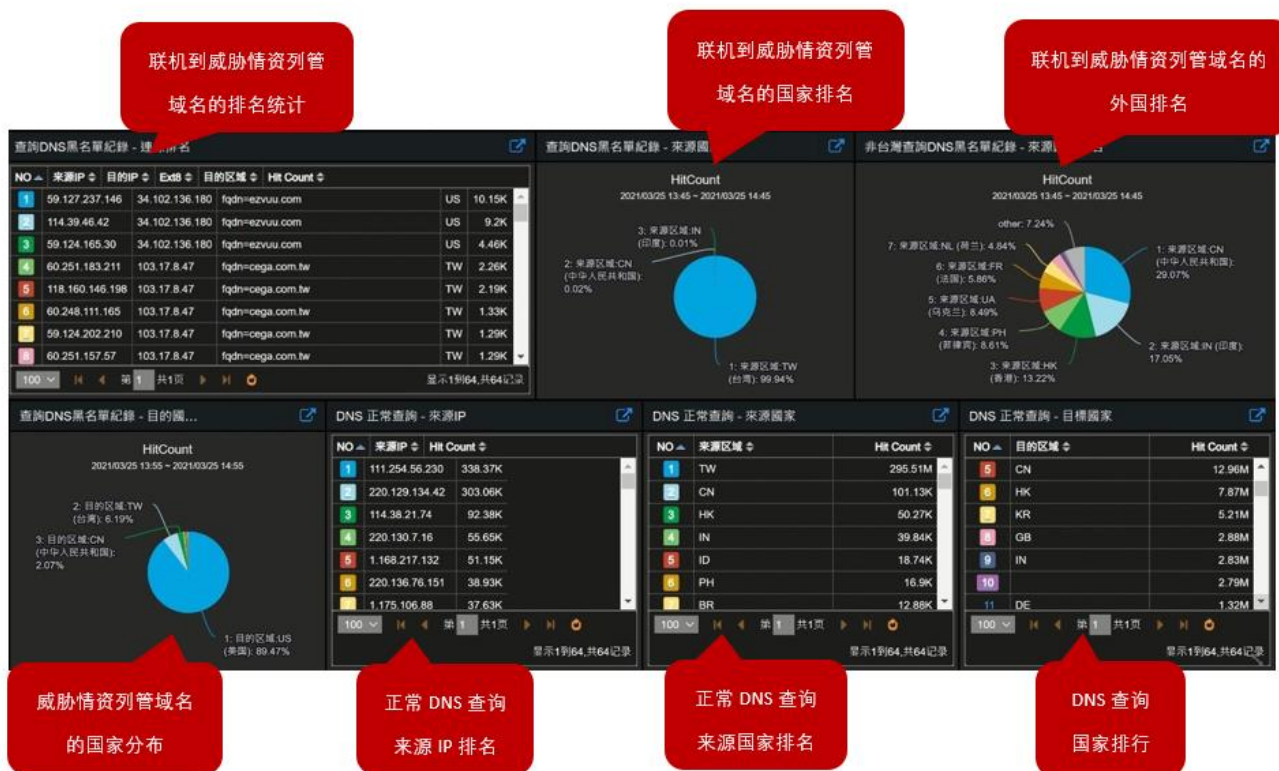 联机到威胁情资列管
域名的排名统计
联机到威胁情资列管
域名的国家排名
联机到威胁情资列管域名的
外国排名
查詢DNS黑名單紀錄 - 連
NO 来源IP 目的IP Ext8 目的区域 Hit Count
1 59.127.237.146 34.102.136.180 fqdn=ezvuu.com US 10.15K
2 114.39.46.42 34.102.136.180 fqdn=ezvuu.com US 9.2K
3 59.124.165.30 34.102.136.180 fqdn=ezvuu.com US 4.46K
4 60.251.183.211 103.17.8.47 fqdn=cega.com.tw TW 2.26K
5 118.160.146.198 103.17.8.47 fqdn=cega.com.tw TW 2.19K
6 60.248.111.165 103.17.8.47 fqdn=cega.com.tw TW 1.33K
7 59.124.202.210 103.17.8.47 fqdn=cega.com.tw TW 1.29K
8 60.251.157.57 103.17.8.47 fqdn=cega.com.tw TW 1.29K
100 第 1 共1页 显示1到64,共64记录
查詢DNS黑名單紀錄 - 來源國
HitCount
2021/03/25 13:45 ~ 2021/03/25 14:45
3: 来源区域:IN
(印度): 0.01%
2: 来源区域:CN
(中华人民共和国):
0.02%
1: 来源区域:TW
(台湾): 99.94%
非台灣查詢DNS黑名單紀錄 - 來源
HitCount
2021/03/25 13:45 ~ 2021/03/25 14:45
other: 7.24%
7: 来源区域:NL (荷兰): 4.84%
6: 来源区域:FR
(法国): 5.86%
5: 来源区域:UA
(乌克兰): 8.49%
4: 来源区域:PH
(菲律宾): 8.61%
3: 来源区域:HK
(香港): 13.22%
1: 来源区域:CN
(中华人民共和国):
29.07%
2: 来源区域:IN (印度):
17.05%
查詢DNS黑名單紀錄 - 目的國...
HitCount
2021/03/25 13:55 ~ 2021/03/25 14:55
2: 目的区域:TW
(台湾): 6.19%
3: 目的区域:CN
(中华人民共和国):
2.07%
1: 目的区域:US
(美国): 89.47%
DNS 正常查詢 - 來源IP
NO 来源IP Hit Count
1 111.254.56.230 338.37K
2 220.129.134.42 303.06K
3 114.38.21.74 92.38K
4 220.130.7.16 55.65K
5 1.168.217.132 51.15K
6 220.136.76.151 38.93K
7 1.175.106.88 37.63K
100 第 1 共1页
显示1到64,共64记录
DNS 正常查詢 - 來源國家
NO 来源区域 Hit Count
1 TW 295.51M
2 CN 101.13K
3 HK 50.27K
4 IN 39.84K
5 ID 18.74K
6 PH 16.9K
7 BR 12.88K
100 第 1 共1页
显示1到64,共64记录
DNS 正常查詢 - 目標國家
NO 目的区域 Hit Count
5 CN 12.96M
6 HK 7.87M
7 KR 5.21M
8 GB 2.88M
9 IN 2.83M
10 2.79M
11 DE 1.32M
100 第 1 共1页
显示1到64,共64记录
威胁情资列管域名
的国家分布
正常 DNS 查询
来源 IP 排名
正常 DNS 查询
来源国家排名
DNS 查询
国家排行